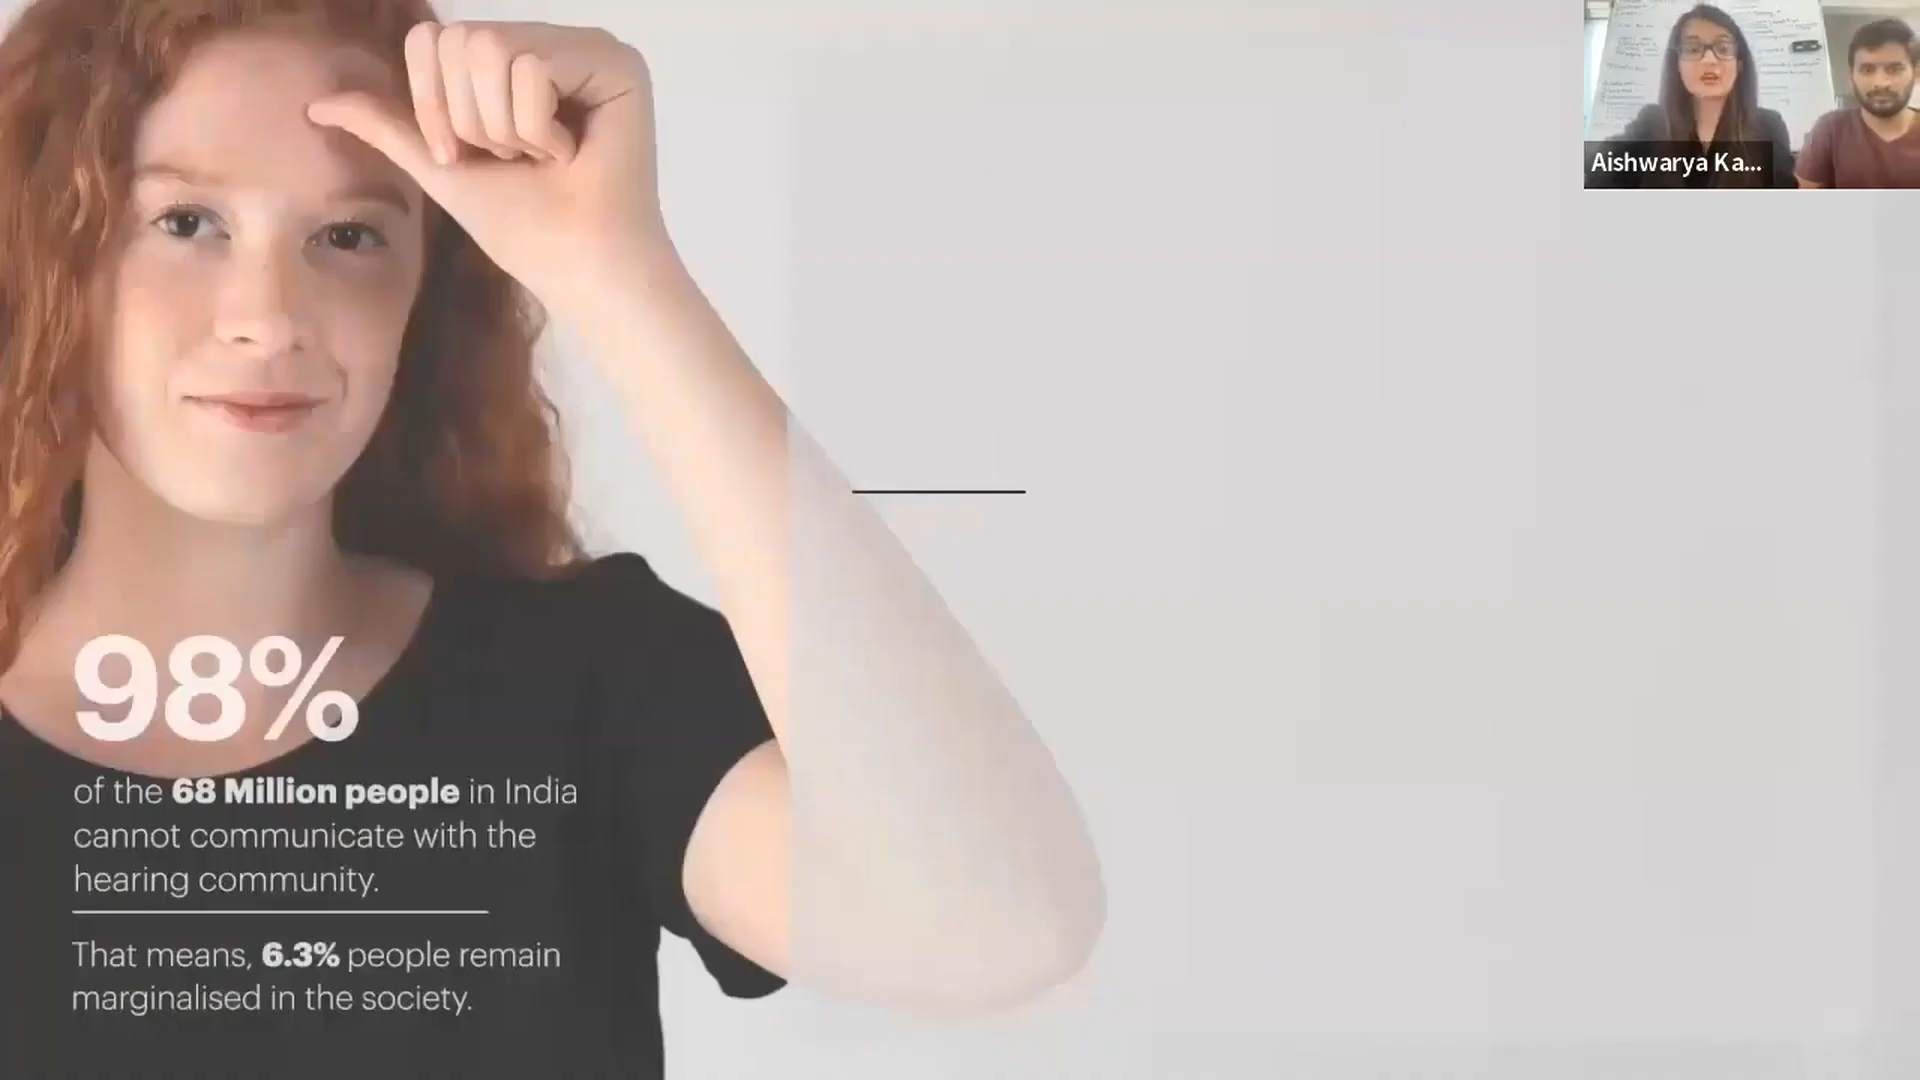 Aishwarya Ka...
98%
of the 68 Million people in India
cannot communicate with the
hearing community.
That means, 6.3% people remain
marginalised in the society.